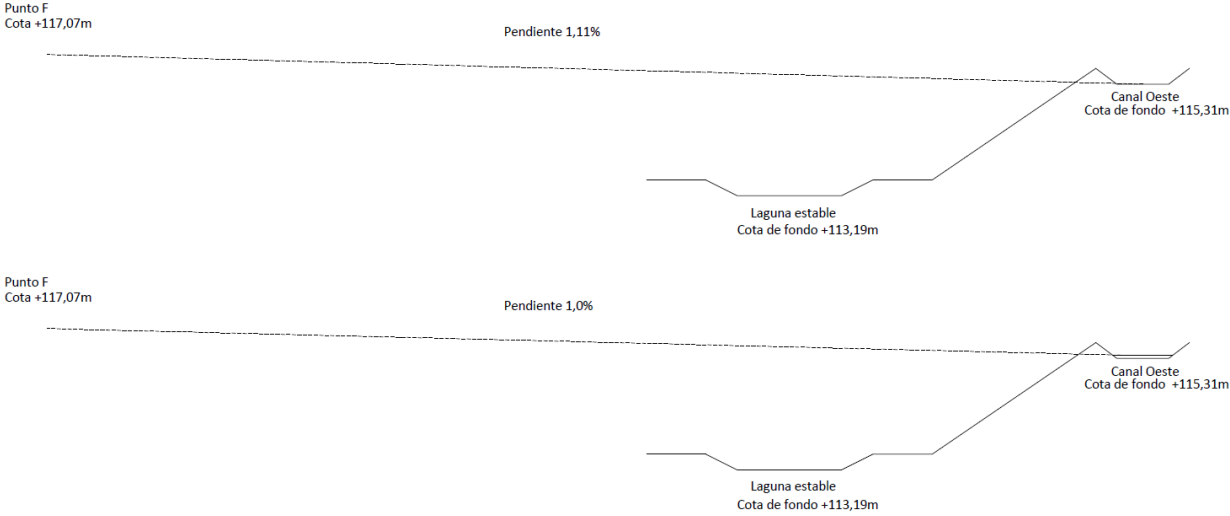 Punto F
Cota +117,07m
Pendiente 1,11%
Canal Oeste
Cota de fondo +115,31m
Laguna estable
Cota de fondo +113,19m
Punto F
Cota +117,07m
Pendiente 1,0%
Canal Oeste
Cota de fondo +115,31m
Laguna estable
Cota de fondo +113,19m